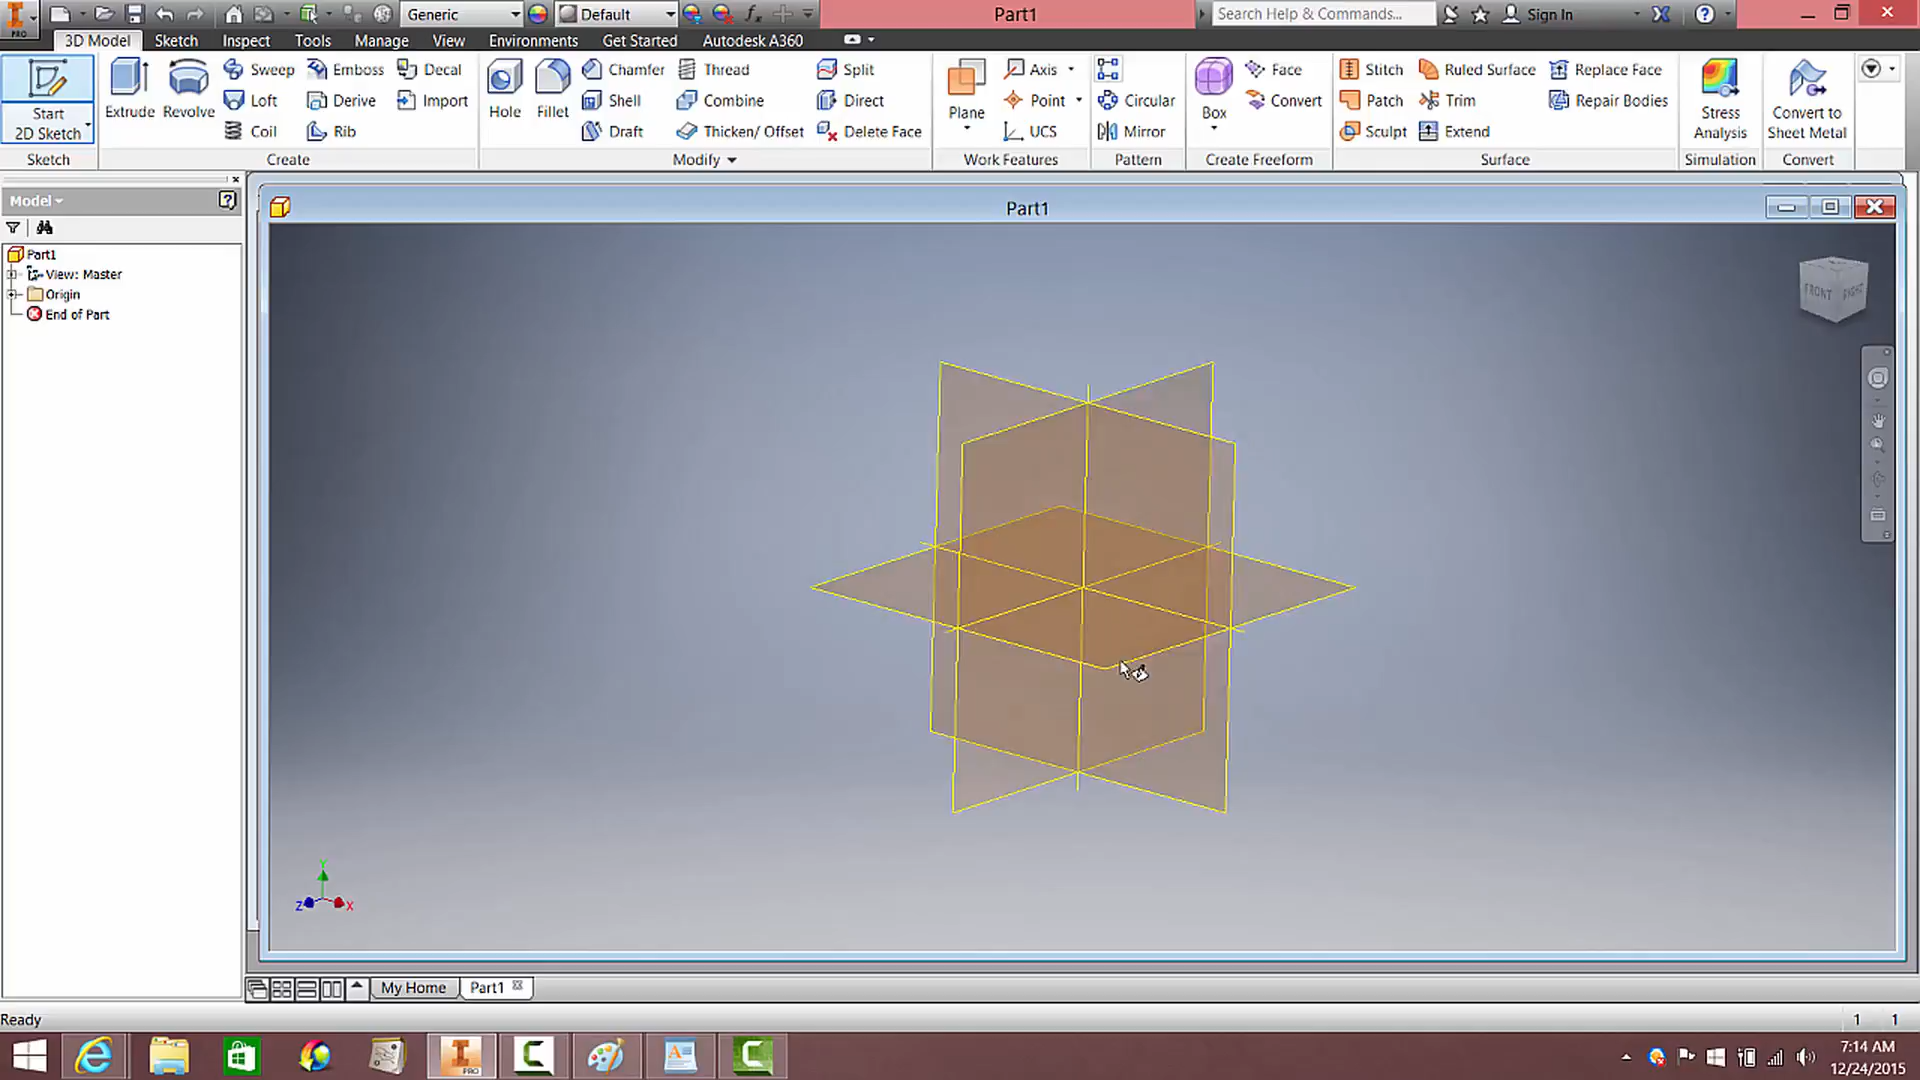 PRO
Generic
Default
Part1
Search Help & Commands...
Sign In
3D Model
Sketch
Inspect
Tools
Manage
View
Environments
Get Started
Autodesk A360
Start
2D Sketch
Sketch
Extrude
Revolve
Sweep
Loft
Coil
Emboss
Derive
Rib
Decal
Import
Create
Hole
Fillet
Chamfer
Shell
Draft
Thread
Combine
Thicken/ Offset
Split
Direct
Delete Face
Modify
Plane
Axis
Point
UCS
Work Features
Circular
Mirror
Pattern
Box
Face
Convert
Create Freeform
Stitch
Patch
Sculpt
Ruled Surface
Trim
Extend
Replace Face
Repair Bodies
Surface
Stress
Analysis
Simulation
Convert to
Sheet Metal
Convert
Model
Part1
View: Master
Origin
End of Part
Part1
FRONT
RIGHT
Y
Z
X
My Home
Part1
Ready
1
1
PRO
7:14 AM
12/24/2015